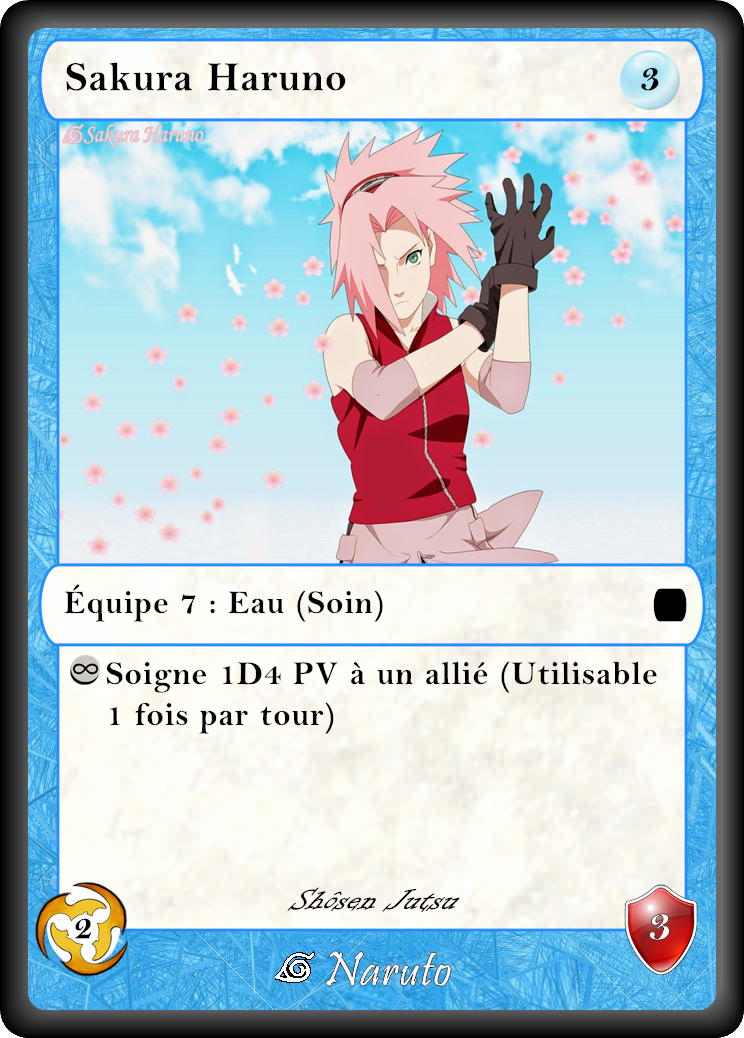 Sakura Haruno
3
Sakura Haruno
Équipe 7 : Eau (Soin)
Soigne 1D4 PV à un allié (Utilisable
1 fois par tour)
Shôsen Jutsu
2
3
Naruto